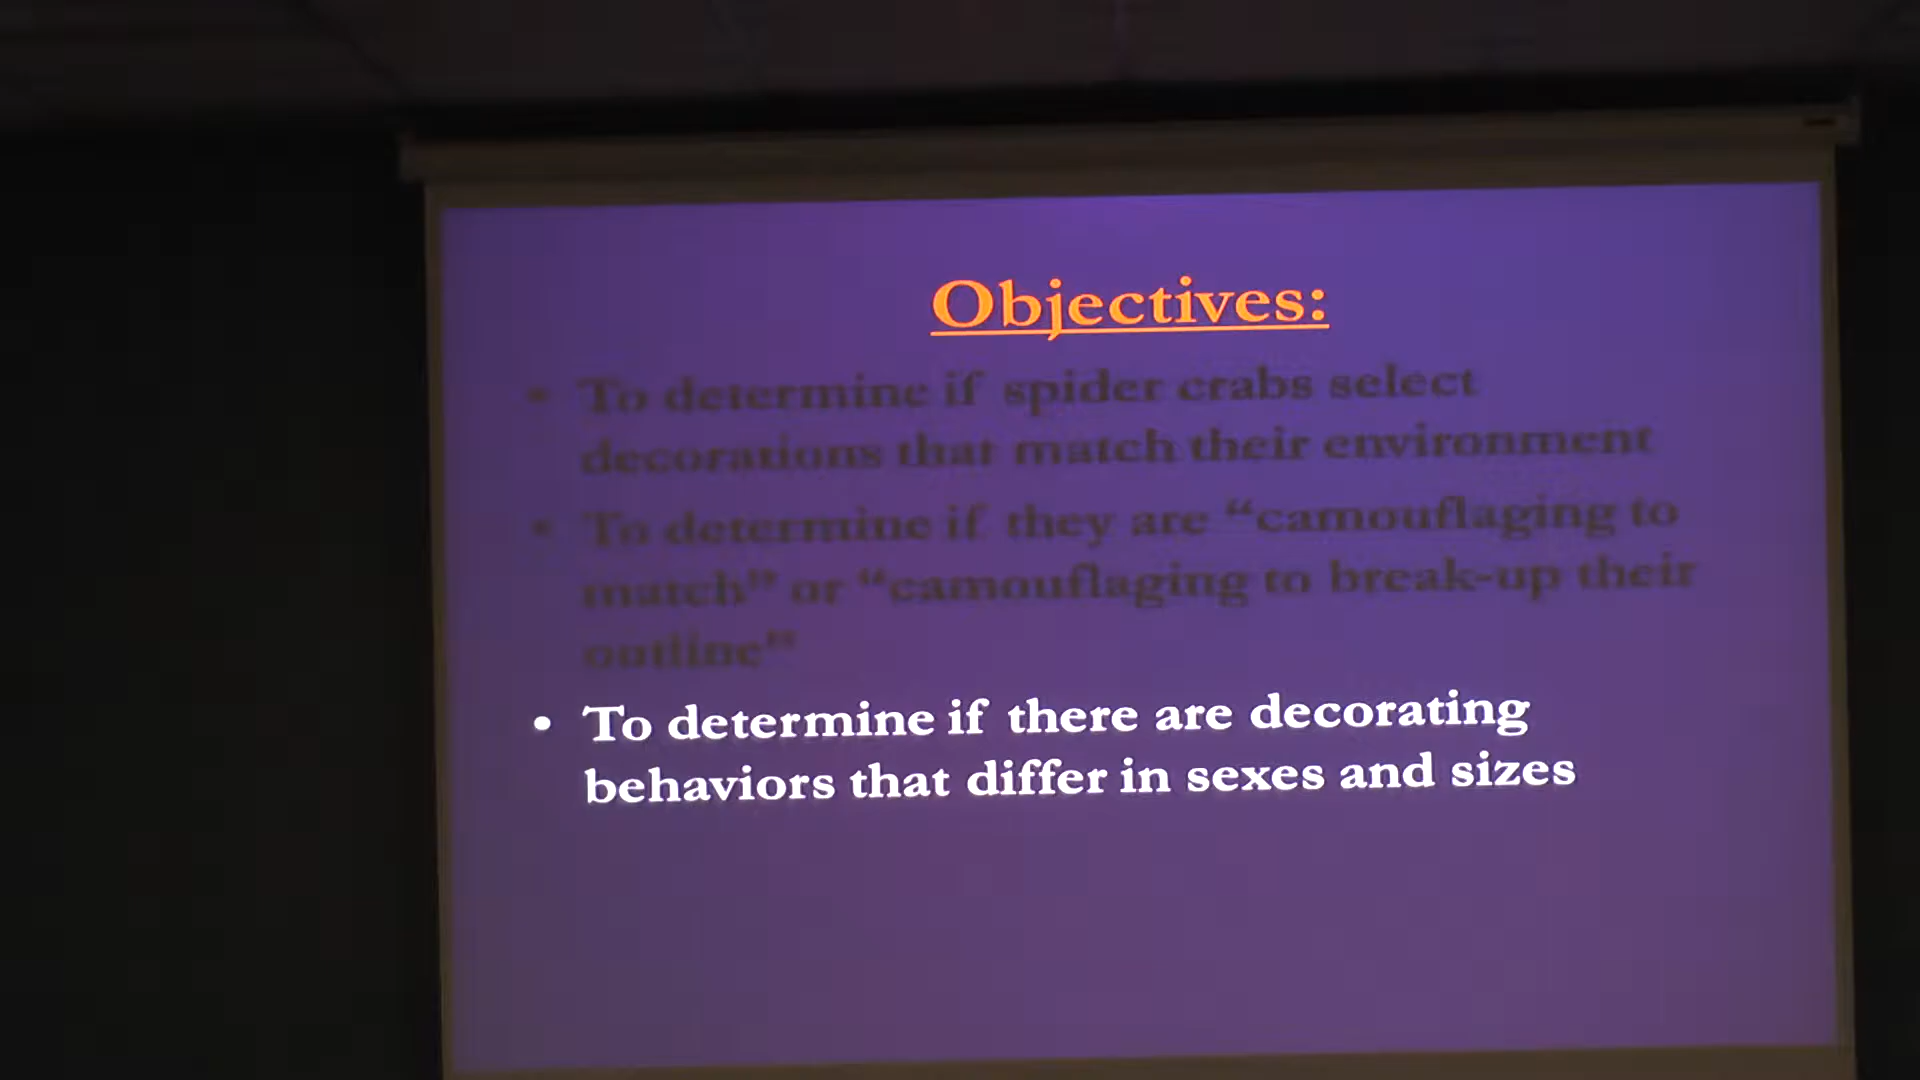 Objectives:
• To determine if spider crabs select
decorations that match their environment
• To determine if they are “camouflaging to
match” or “camouflaging to break-up their
outline”
• To determine if there are decorating
behaviors that differ in sexes and sizes